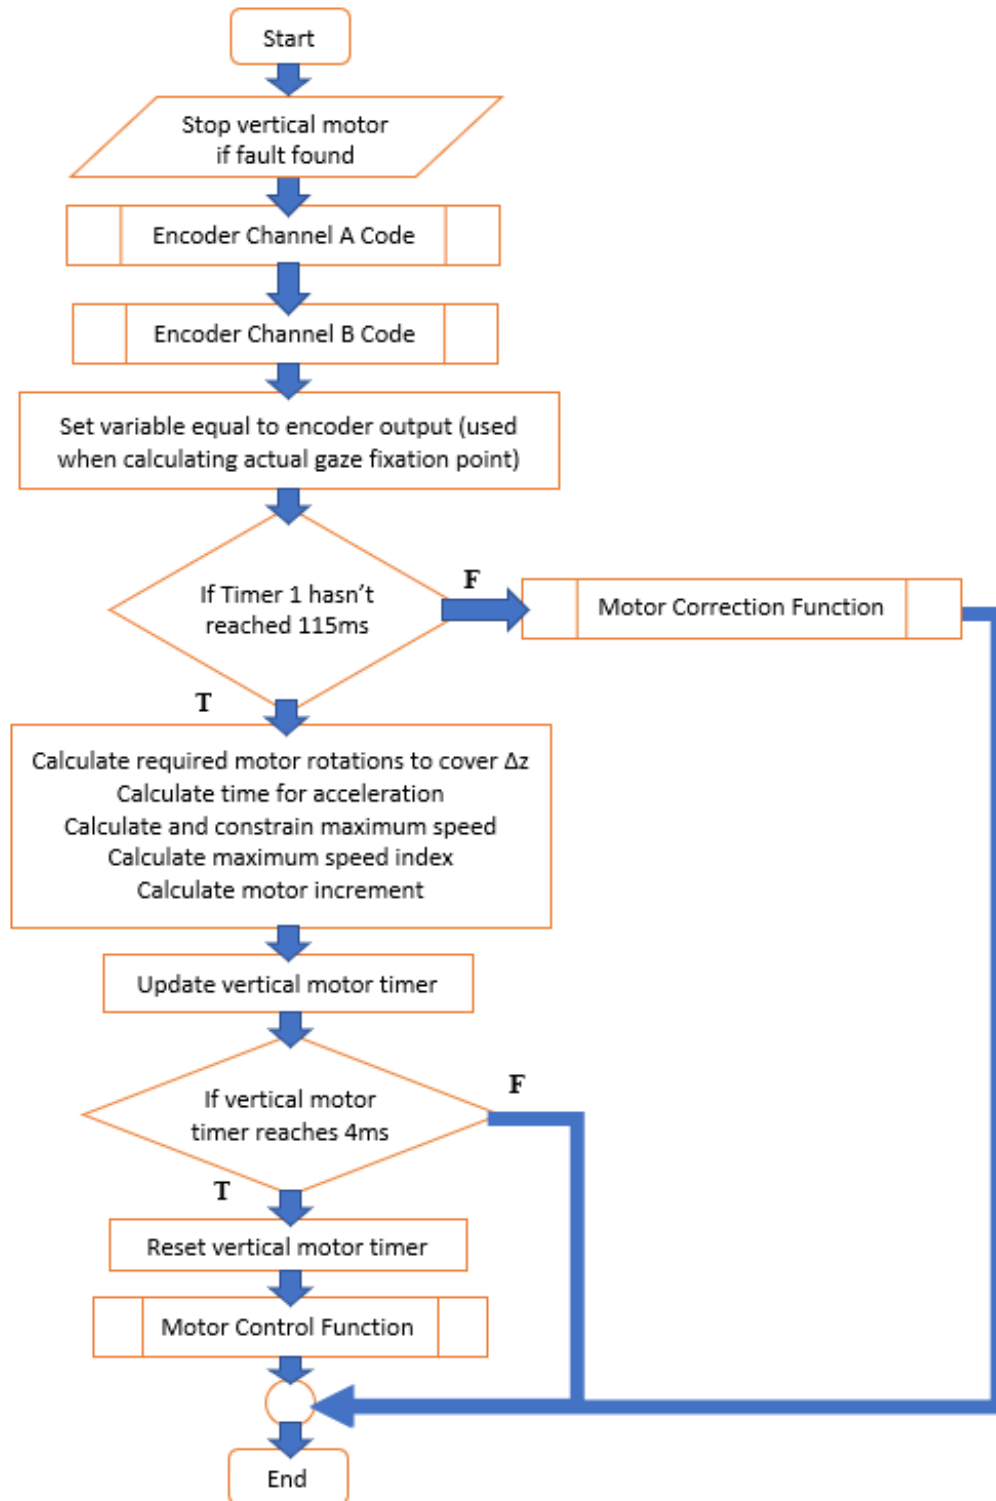 Start
Stop vertical motor
if fault found
Encoder Channel A Code
Encoder Channel B Code
Set variable equal to encoder output (used
when calculating actual gaze fixation point)
If Timer 1 hasn't
reached 115ms
F
Motor Correction Function
T
Calculate required motor rotations to cover Δz
Calculate time for acceleration
Calculate and constrain maximum speed
Calculate maximum speed index
Calculate motor increment
Update vertical motor timer
If vertical motor
timer reaches 4ms
F
T
Reset vertical motor timer
Motor Control Function
End